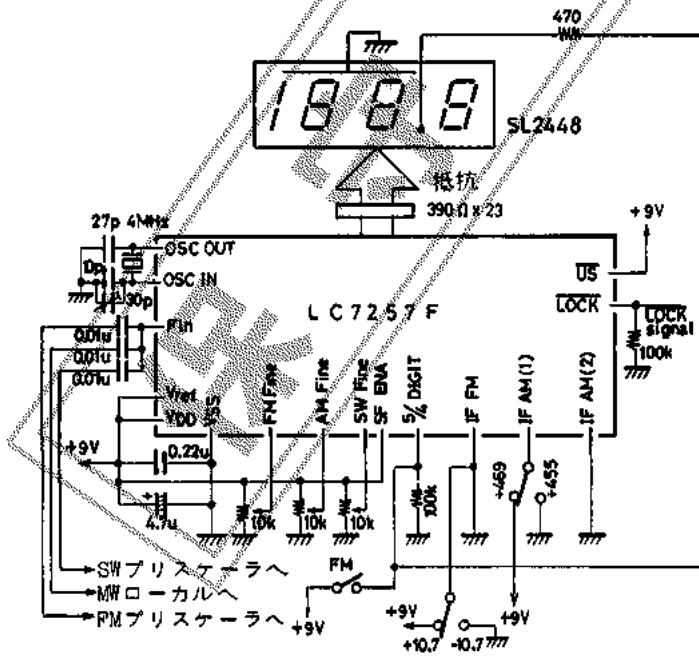 470
SL2448
抵抗
390Ω×23
27p 4MHz
+9V
OSC OUT
10p
OSC IN
US
30p
LOCK
LC7257F
LOCK signal
Fin
0.01u
0.01u
0.01u
100k
Vref
VDD
VSS
FM Fine
AM Fine
SW Fine
SF ENA
5/4 DIGIT
IF FM
IF AM(1)
IF AM(2)
+9V
0.22u
+469
+455
4.7u
10k
10k
10k
100k
SWプリスケーラへ
FM
MWローカルへ
+9V
+9V
FMプリスケーラへ
+9V
+10.7
-10.7